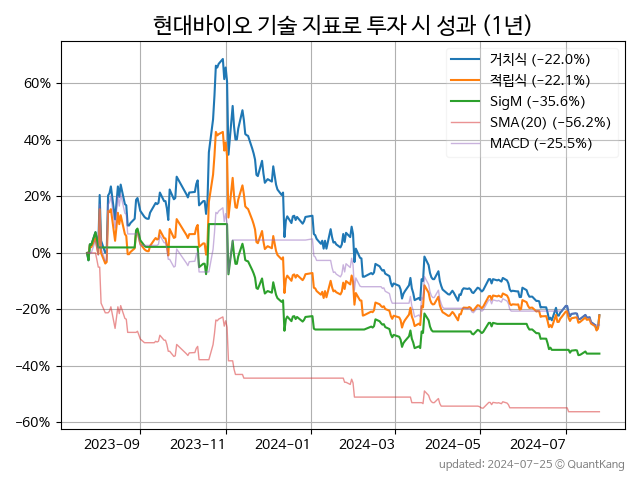 현대바이오 기술 지표로 투자 시 성과 (1년)
거치식 (−22.0%)
적립식 (−22.1%)
SigM (−35.6%)
SMA(20) (−56.2%)
MACD (−25.5%)
60%
40%
20%
0%
−20%
−40%
−60%
2023−09 2023−11 2024−01 2024−03 2024−05 2024−07
updated: 2024-07-25 © QuantKang